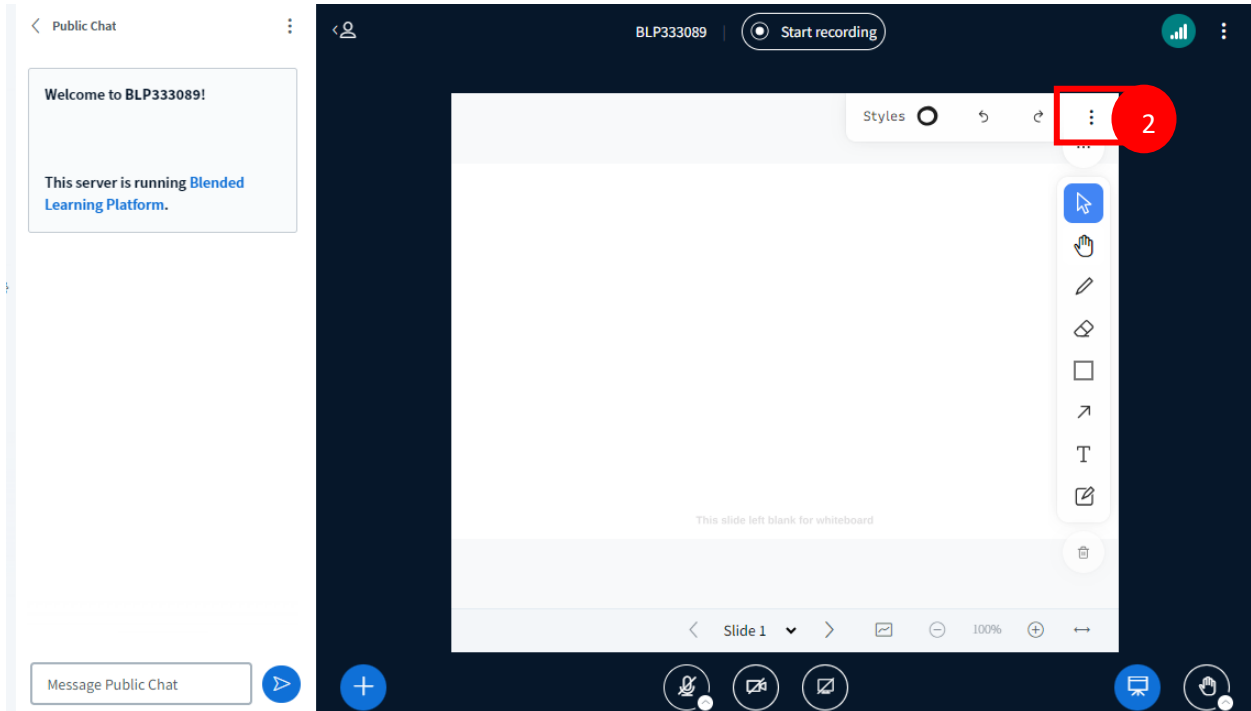 Public Chat
Welcome to BLP333089!
This server is running Blended
Learning Platform.
Message Public Chat
BLP333089
Start recording
Styles
2
T
This slide left blank for whiteboard
Slide 1
100%